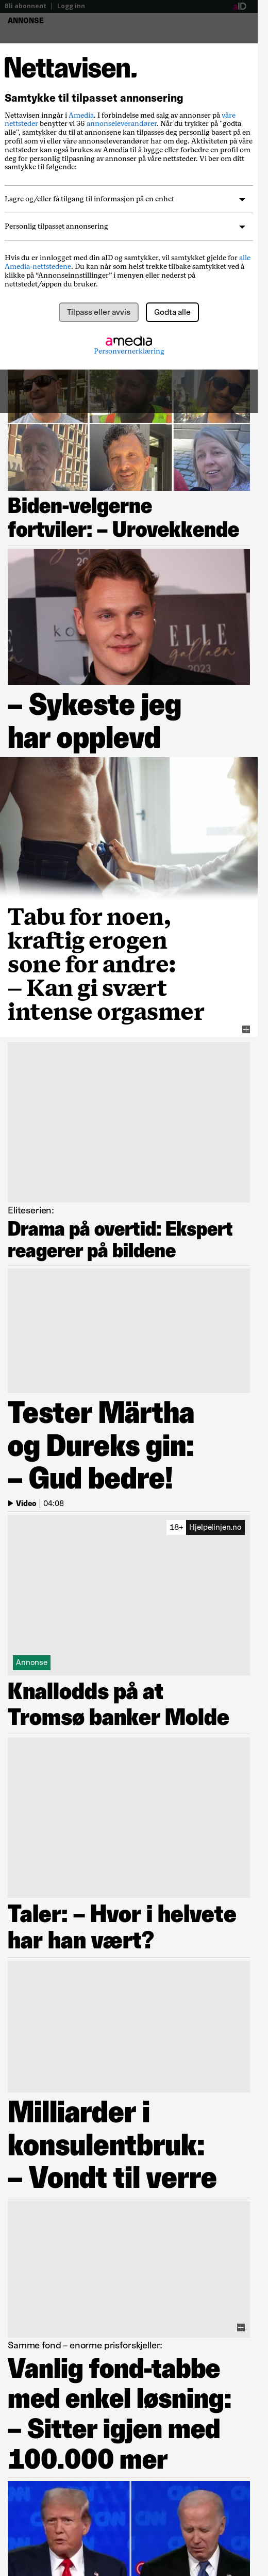 Bli abonnent | Logg inn
aID
ANNONSE
Nettavisen.
Samtykke til tilpasset annonsering
Nettavisen inngår i Amedia. I forbindelse med salg av annonser på våre
nettsteder benytter vi 36 annonseleverandører. Når du trykker på "godta
alle", samtykker du til at annonsene kan tilpasses deg personlig basert på en
profil som vi eller våre annonseleverandører har om deg. Aktiviteten på våre
nettsteder kan også brukes av Amedia til å bygge eller forbedre en profil om
deg for personlig tilpasning av annonser på våre nettsteder. Vi ber om ditt
samtykke til følgende:
Lagre og/eller få tilgang til informasjon på en enhet
Personlig tilpasset annonsering
Hvis du er innlogget med din aID og samtykker, vil samtykket gjelde for alle
Amedia-nettstedene. Du kan når som helst trekke tilbake samtykket ved å
klikke på “Annonseinnstillinger” i menyen eller nederst på
nettstedet/appen du bruker.
Tilpass eller avvis
Godta alle
amedia
Personvernerklæring
Biden-velgerne
fortviler: – Urovekkende
ELLE
gallaen
2023
– Sykeste jeg
har opplevd
Tabu for noen,
kraftig erogen
sone for andre:
– Kan gi svært
intense orgasmer
Eliteserien:
Drama på overtid: Ekspert
reagerer på bildene
Tester Märtha
og Dureks gin:
– Gud bedre!
Video | 04:08
18+ Hjelpelinjen.no
Annonse
Knallodds på at
Tromsø banker Molde
Taler: – Hvor i helvete
har han vært?
Milliarder i
konsulentbruk:
– Vondt til verre
Samme fond – enorme prisforskjeller:
Vanlig fond-tabbe
med enkel løsning:
– Sitter igjen med
100.000 mer